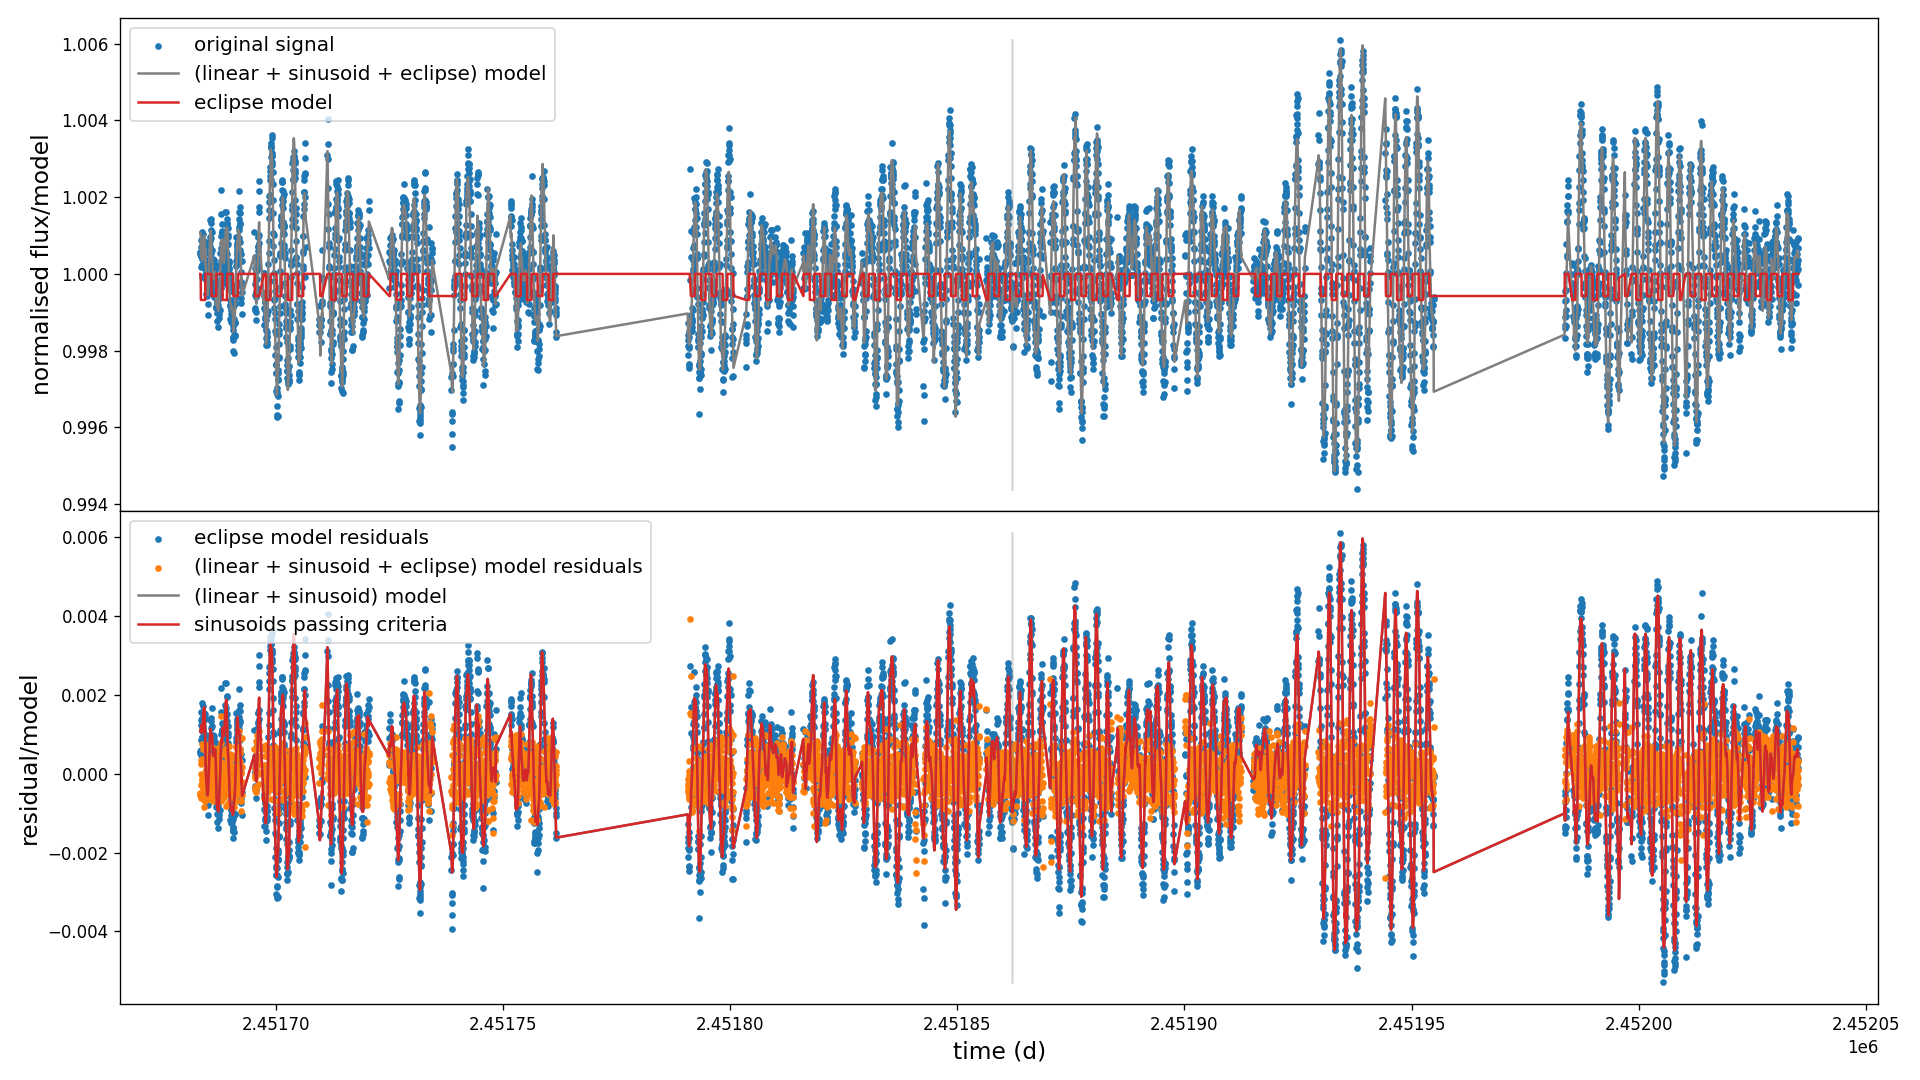 original signal
(linear + sinusoid + eclipse) model
eclipse model
1.006
1.004
1.002
1.000
0.998
0.996
0.994
normalised flux/model
eclipse model residuals
(linear + sinusoid + eclipse) model residuals
(linear + sinusoid) model
sinusoids passing criteria
0.006
0.004
0.002
0.000
−0.002
−0.004
residual/model
2.45170
2.45175
2.45180
2.45185
2.45190
2.45195
2.45200
2.45205
1e6
time (d)